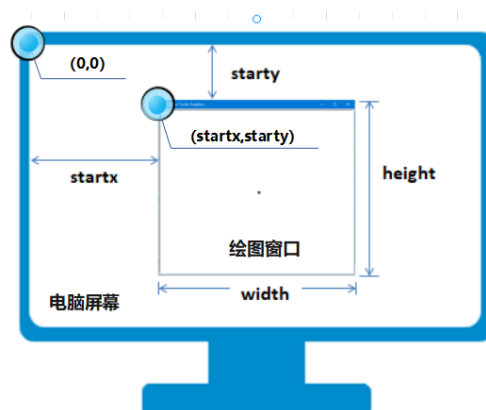 (0,0)
starty
(startx,starty)
startx
height
绘图窗口
width
电脑屏幕